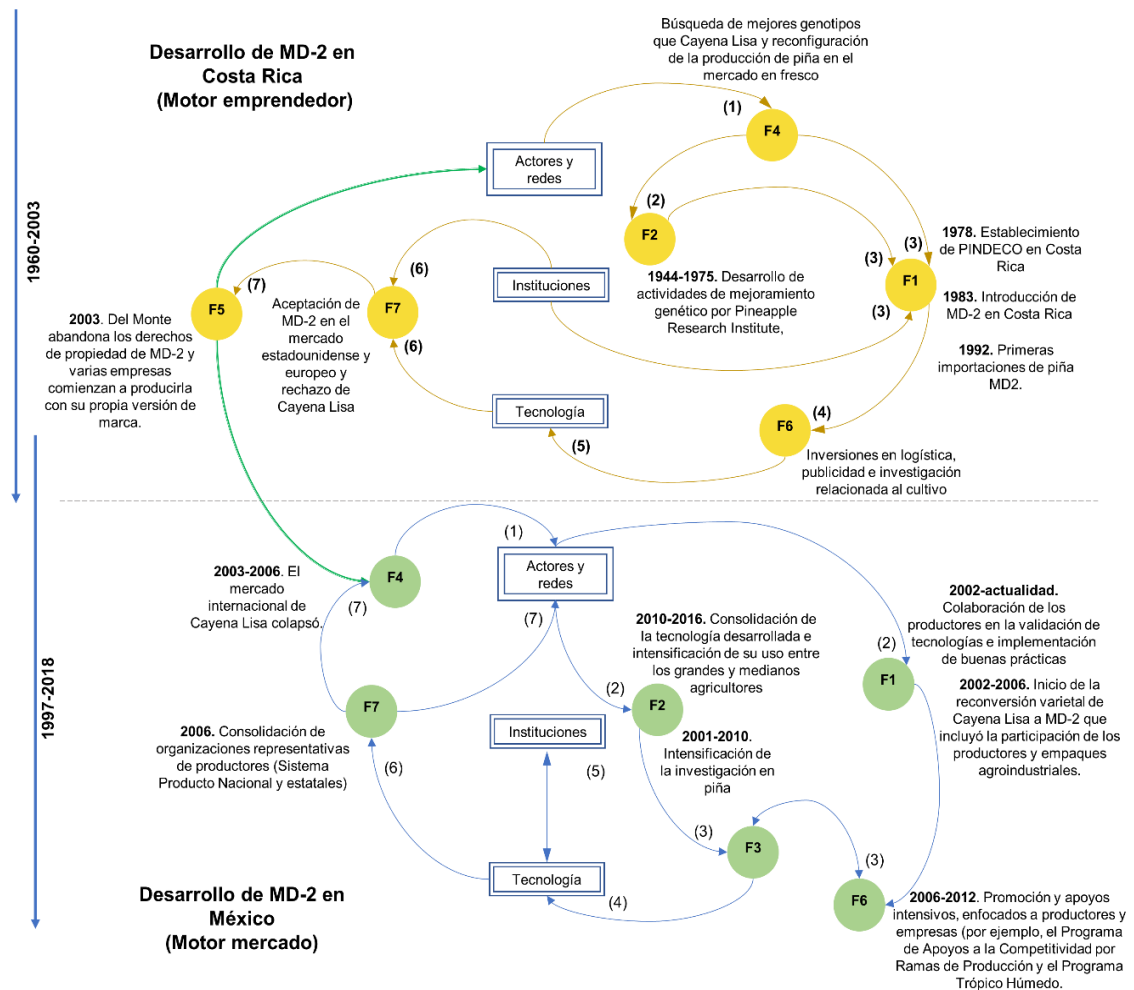 Desarrollo de MD-2 en
Costa Rica
(Motor emprendedor)
Búsqueda de mejores genotipos
que Cayena Lisa y reconfiguración
de la producción de piña en el
mercado en fresco
(1)
F4
Actores y
redes
(2)
F2
1944-1975. Desarrollo de
actividades de mejoramiento
genético por Pineapple
Research Institute,
(3)
(3)
(3)
F1
1978. Establecimiento
de PINDECO en Costa
Rica
1983. Introducción de
MD-2 en Costa Rica
1992. Primeras
importaciones de piña
MD2.
Instituciones
(6)
F7
(6)
Aceptación de
MD-2 en el
mercado
estadounidense y
europeo y
rechazo de
Cayena Lisa
(7)
F5
2003. Del Monte
abandona los derechos
de propiedad de MD-2 y
varias empresas
comienzan a producirla
con su propia versión de
marca.
Tecnología
(5)
F6
(4)
Inversiones en logística,
publicidad e investigación
relacionada al cultivo
1960-2003
1997-2018
(1)
Actores y
redes
F4
(7)
2003-2006. El
mercado
internacional de
Cayena Lisa colapsó.
(7)
2010-2016. Consolidación de
la tecnología desarrollada e
intensificación de su uso entre
los grandes y medianos
agricultores
(2)
F2
2001-2010.
Intensificación de
la investigación en
piña
2002-actualidad.
Colaboración de los
productores en la validación de
tecnologías e implementación
de buenas prácticas
(2)
F1
2002-2006. Inicio de la
reconversión varietal de
Cayena Lisa a MD-2 que
incluyó la participación de los
productores y empaques
agroindustriales.
F7
2006. Consolidación de
organizaciones representativas
de productores (Sistema
Producto Nacional y estatales)
(6)
Instituciones
(5)
(3)
F3
(3)
F6
Tecnología
(4)
2006-2012. Promoción y apoyos
intensivos, enfocados a productores y
empresas (por ejemplo, el Programa
de Apoyos a la Competitividad por
Ramas de Producción y el Programa
Trópico Húmedo.
Desarrollo de MD-2 en
México
(Motor mercado)